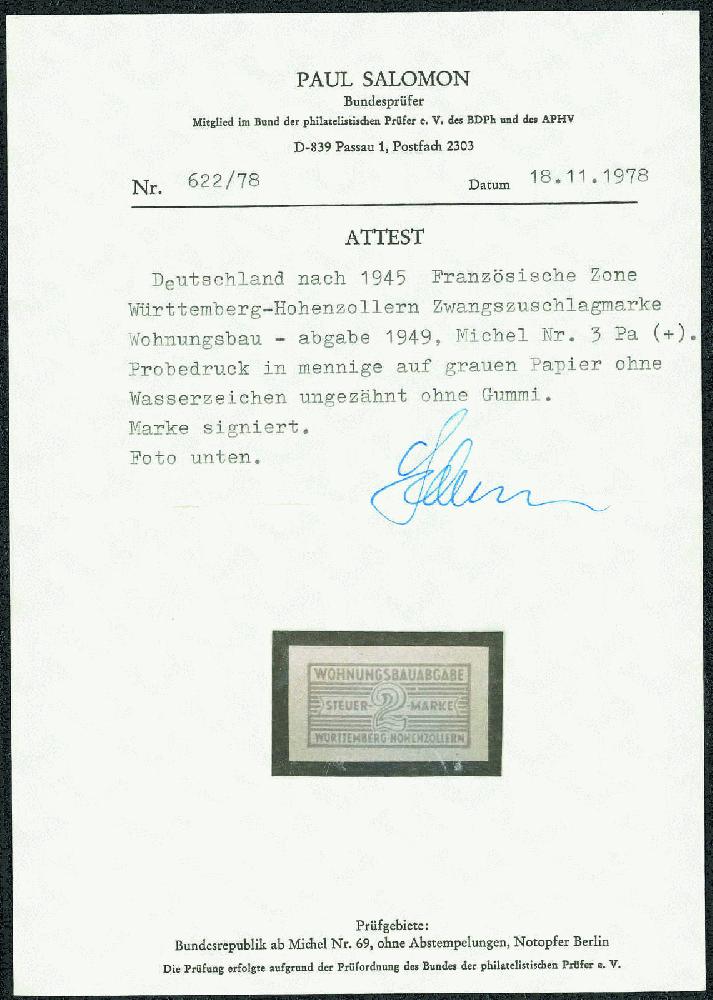 PAUL SALOMON
Bundesprüfer
Mitglied im Bund der philatelistischen Prüfer e. V. des BDPh und des APHV
D-839 Passau 1, Postfach 2303
Nr. 622/78 Datum 18.11.1978
ATTEST
Deutschland nach 1945 Französische Zone
Württemberg-Hohenzollern Zwangszuschlagmarke
Wohnungsbau - abgabe 1949, Michel Nr. 3 Pa (+).
Probedruck in mennige auf grauen Papier ohne
Wasserzeichen ungezähnt ohne Gummi.
Marke signiert.
Foto unten.
WOHNUNGSBAUABGABE
STEUER- 2 -MARKE
WÜRTTEMBERG-HOHENZOLLERN
Prüfgebiete:
Bundesrepublik ab Michel Nr. 69, ohne Abstempelungen, Notopfer Berlin
Die Prüfung erfolgte aufgrund der Prüfordnung des Bundes der philatelistischen Prüfer e. V.